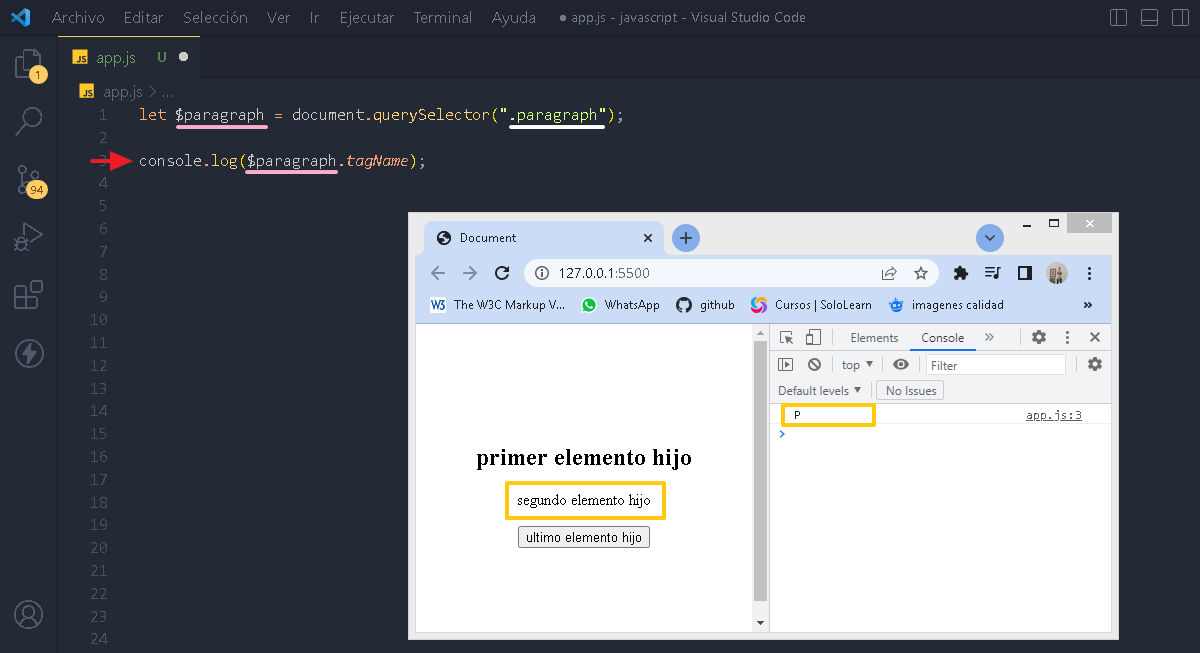 Archivo Editar Selección Ver Ir Ejecutar Terminal Ayuda ● app.js - javascript - Visual Studio Code
JS app.js U ●
JS app.js > ...
1 let $paragraph = document.querySelector(".paragraph");
2
3 console.log($paragraph.tagName);
4
5
6
7
8
9
10
11
12
13
14
15
16
17
18
19
20
21
22
23
24
1
94
Document
127.0.0.1:5500
W3 The W3C Markup V... WhatsApp github Cursos | SoloLearn imagenes calidad »
Elements Console »
top ▼ Filter
Default levels ▼ No Issues
P app.js:3
>
primer elemento hijo
segundo elemento hijo
ultimo elemento hijo